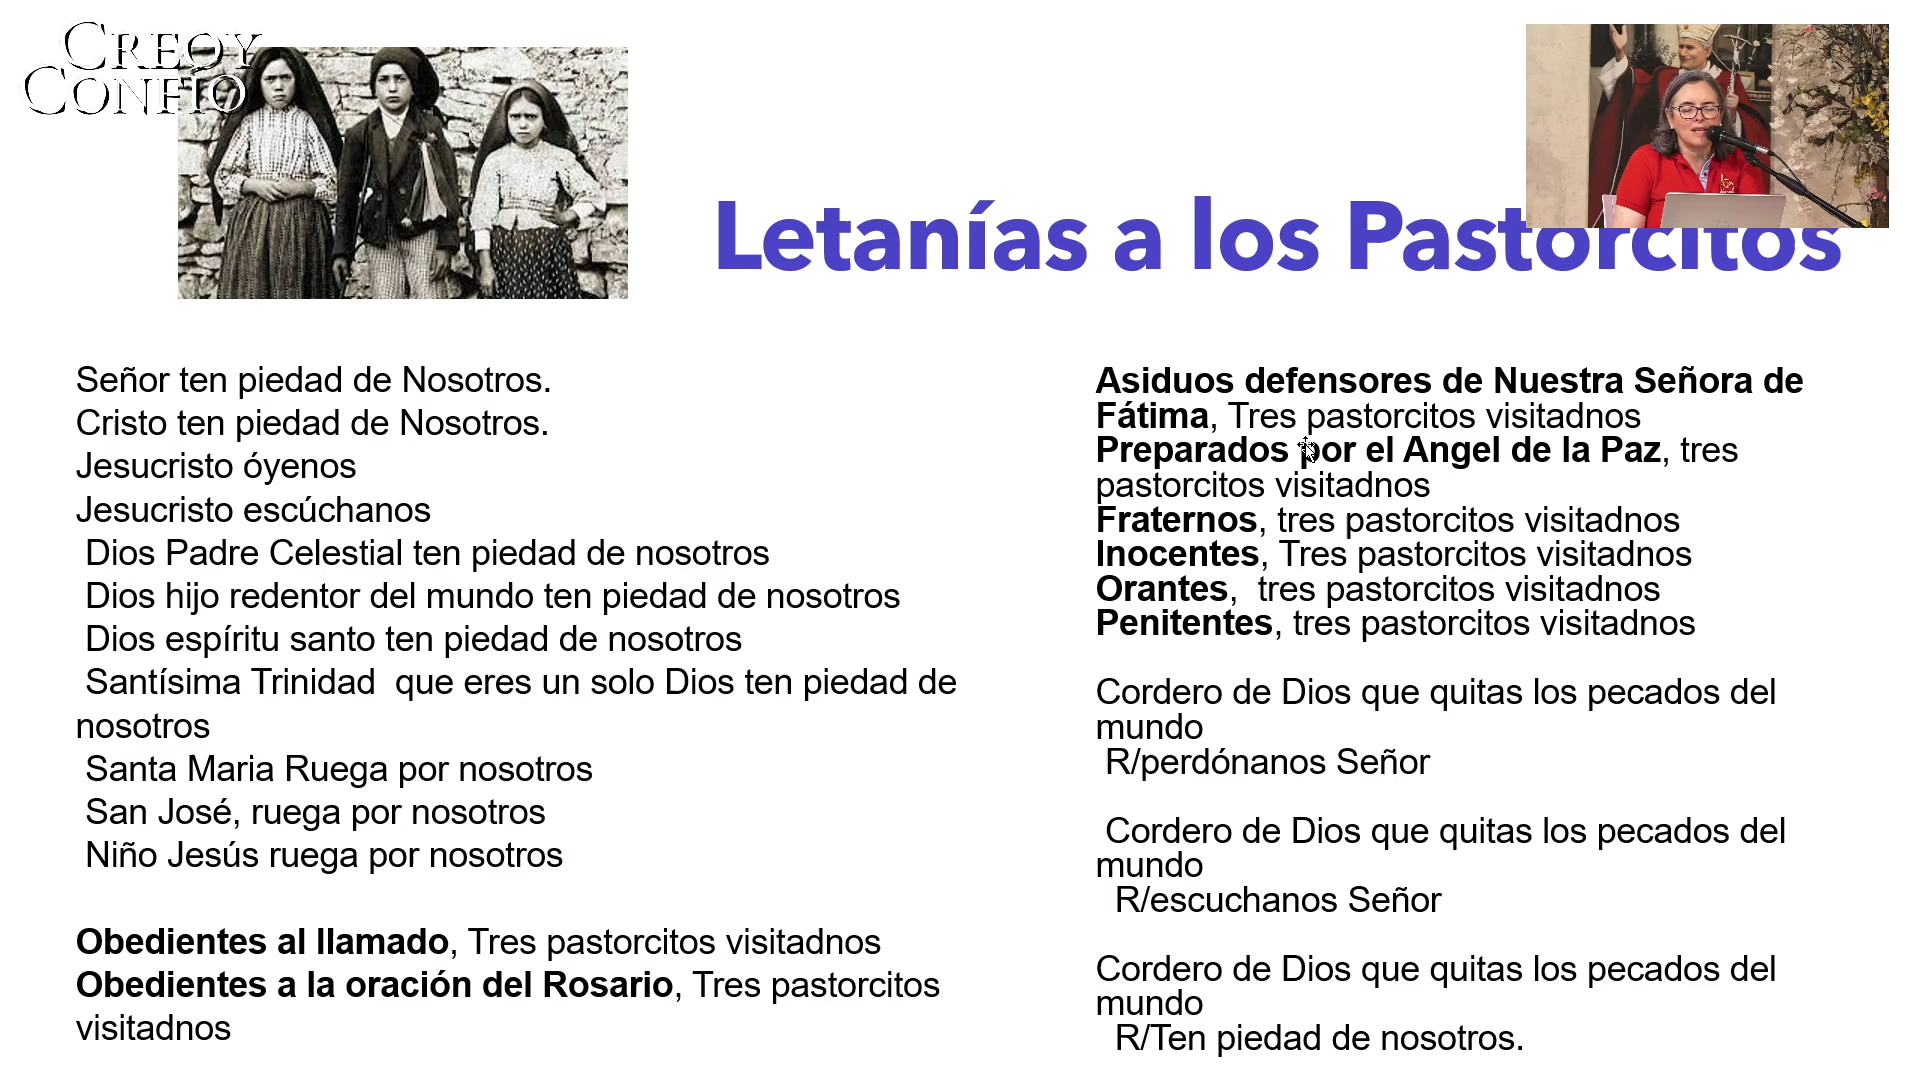 CREO Y
CONFÍO
Letanías a los Pastorcitos
Señor ten piedad de Nosotros.
Cristo ten piedad de Nosotros.
Jesucristo óyenos
Jesucristo escúchanos
Dios Padre Celestial ten piedad de nosotros
Dios hijo redentor del mundo ten piedad de nosotros
Dios espíritu santo ten piedad de nosotros
Santísima Trinidad  que eres un solo Dios ten piedad de
nosotros
Santa Maria Ruega por nosotros
San José, ruega por nosotros
Niño Jesús ruega por nosotros
Obedientes al llamado, Tres pastorcitos visitadnos
Obedientes a la oración del Rosario, Tres pastorcitos
visitadnos
Asiduos defensores de Nuestra Señora de
Fátima, Tres pastorcitos visitadnos
Preparados por el Angel de la Paz, tres
pastorcitos visitadnos
Fraternos, tres pastorcitos visitadnos
Inocentes, Tres pastorcitos visitadnos
Orantes,  tres pastorcitos visitadnos
Penitentes, tres pastorcitos visitadnos
Cordero de Dios que quitas los pecados del
mundo
R/perdónanos Señor
Cordero de Dios que quitas los pecados del
mundo
R/escuchanos Señor
Cordero de Dios que quitas los pecados del
mundo
R/Ten piedad de nosotros.